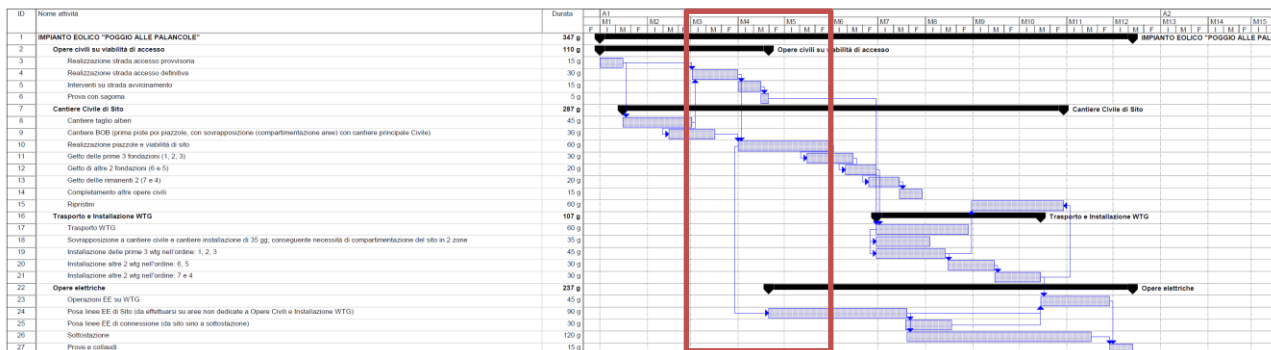 ID Nome attività Durata A1 A2
M1 M2 M3 M4 M5 M6 M7 M8 M9 M10 M11 M12 M13 M14 M15
1 IMPIANTO EOLICO "POGGIO ALLE PALANCOLE" 347 g IMPIANTO EOLICO "POGGIO ALLE PAL
2 Opere civili su viabilità di accesso 110 g Opere civili su viabilità di accesso
3 Realizzazione strada accesso provvisoria 15 g
4 Realizzazione strada accesso definitiva 30 g
5 Interventi su strada avvicinamento 15 g
6 Prova con sagoma 5 g
7 Cantiere Civile di Sito 287 g Cantiere Civile di Sito
8 Cantiere taglio alberi 45 g
9 Cantiere BOB (prima piste poi piazzole, con sovrapposizione (compartimentazione aree) con cantiere principale Civile) 30 g
10 Realizzazione piazzole e viabilità di sito 60 g
11 Getto delle prime 3 fondazioni (1, 2, 3) 30 g
12 Getto di altre 2 fondazioni (6 e 5) 20 g
13 Getto delle rimanenti 2 (7 e 4) 20 g
14 Completamento altre opere civili 15 g
15 Ripristini 60 g
16 Trasporto e Installazione WTG 107 g Trasporto e Installazione WTG
17 Trasporto WTG 60 g
18 Sovrapposizione a cantiere civile e cantiere installazione di 35 gg; conseguente necessità di compartimentazione del sito in 2 zone 35 g
19 Installazione delle prime 3 wtg nell'ordine: 1, 2, 3 45 g
20 Installazione altre 2 wtg nell'ordine: 6, 5 30 g
21 Installazione altre 2 wtg nell'ordine: 7 e 4 30 g
22 Opere elettriche 237 g Opere elettriche
23 Operazioni EE su WTG 45 g
24 Posa linee EE di Sito (da effettuarsi su aree non dedicate a Opere Civili e Installazione WTG) 90 g
25 Posa linee EE di connessione (da sito sino a sottostazione) 30 g
26 Sottostazione 120 g
27 Prove e collaudi 15 g